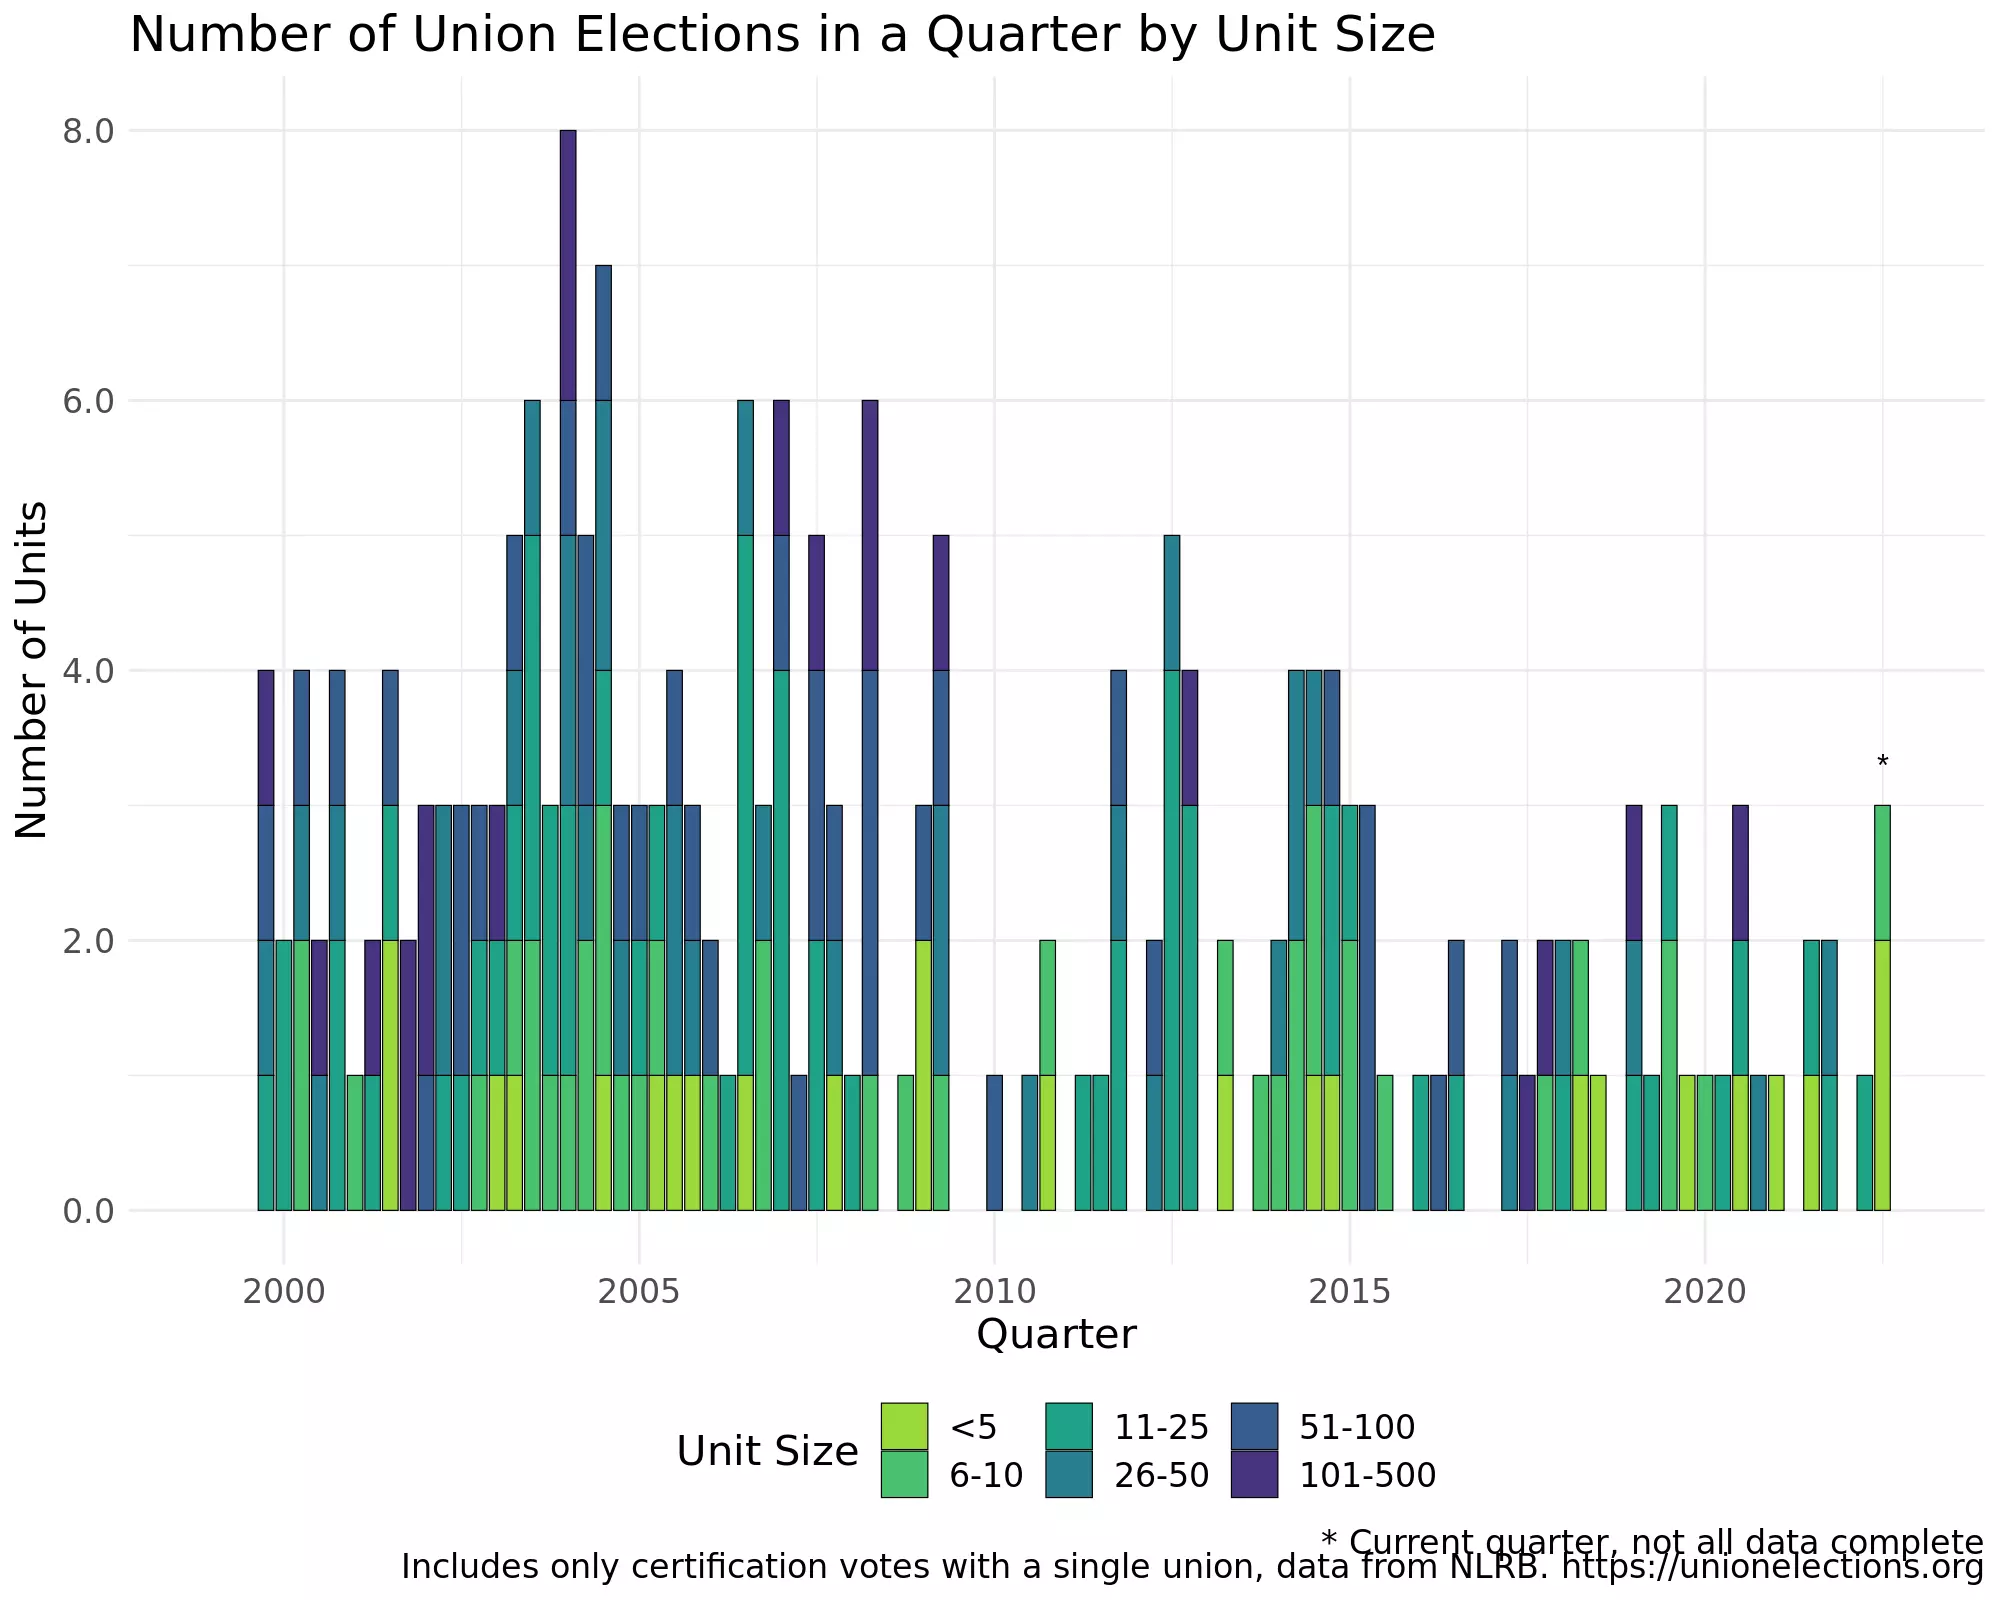 Number of Union Elections in a Quarter by Unit Size
Number of Units
8.0
6.0
4.0
2.0
0.0
*
2000 2005 2010 2015 2020
Quarter
Unit Size
<5 11-25 51-100
6-10 26-50 101-500
* Current quarter, not all data complete
Includes only certification votes with a single union, data from NLRB. https://unionelections.org